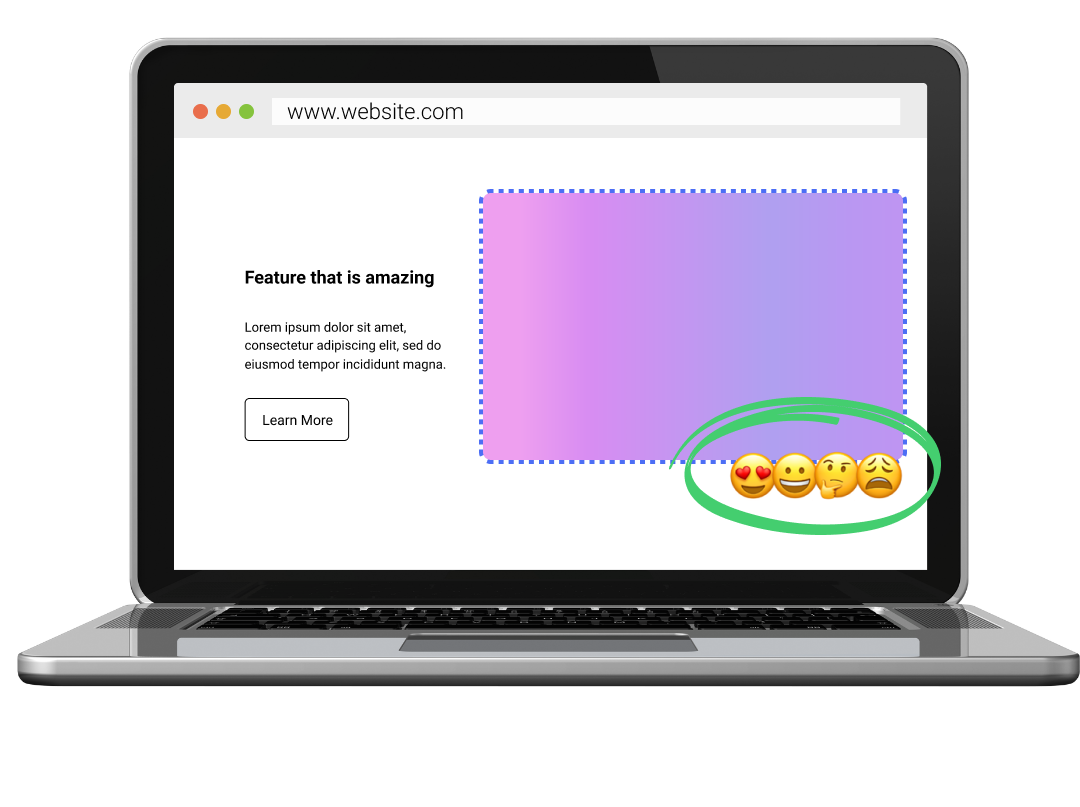 www.website.com
Feature that is amazing
Lorem ipsum dolor sit amet,
consectetur adipiscing elit, sed do
eiusmod tempor incididunt magna.
Learn More